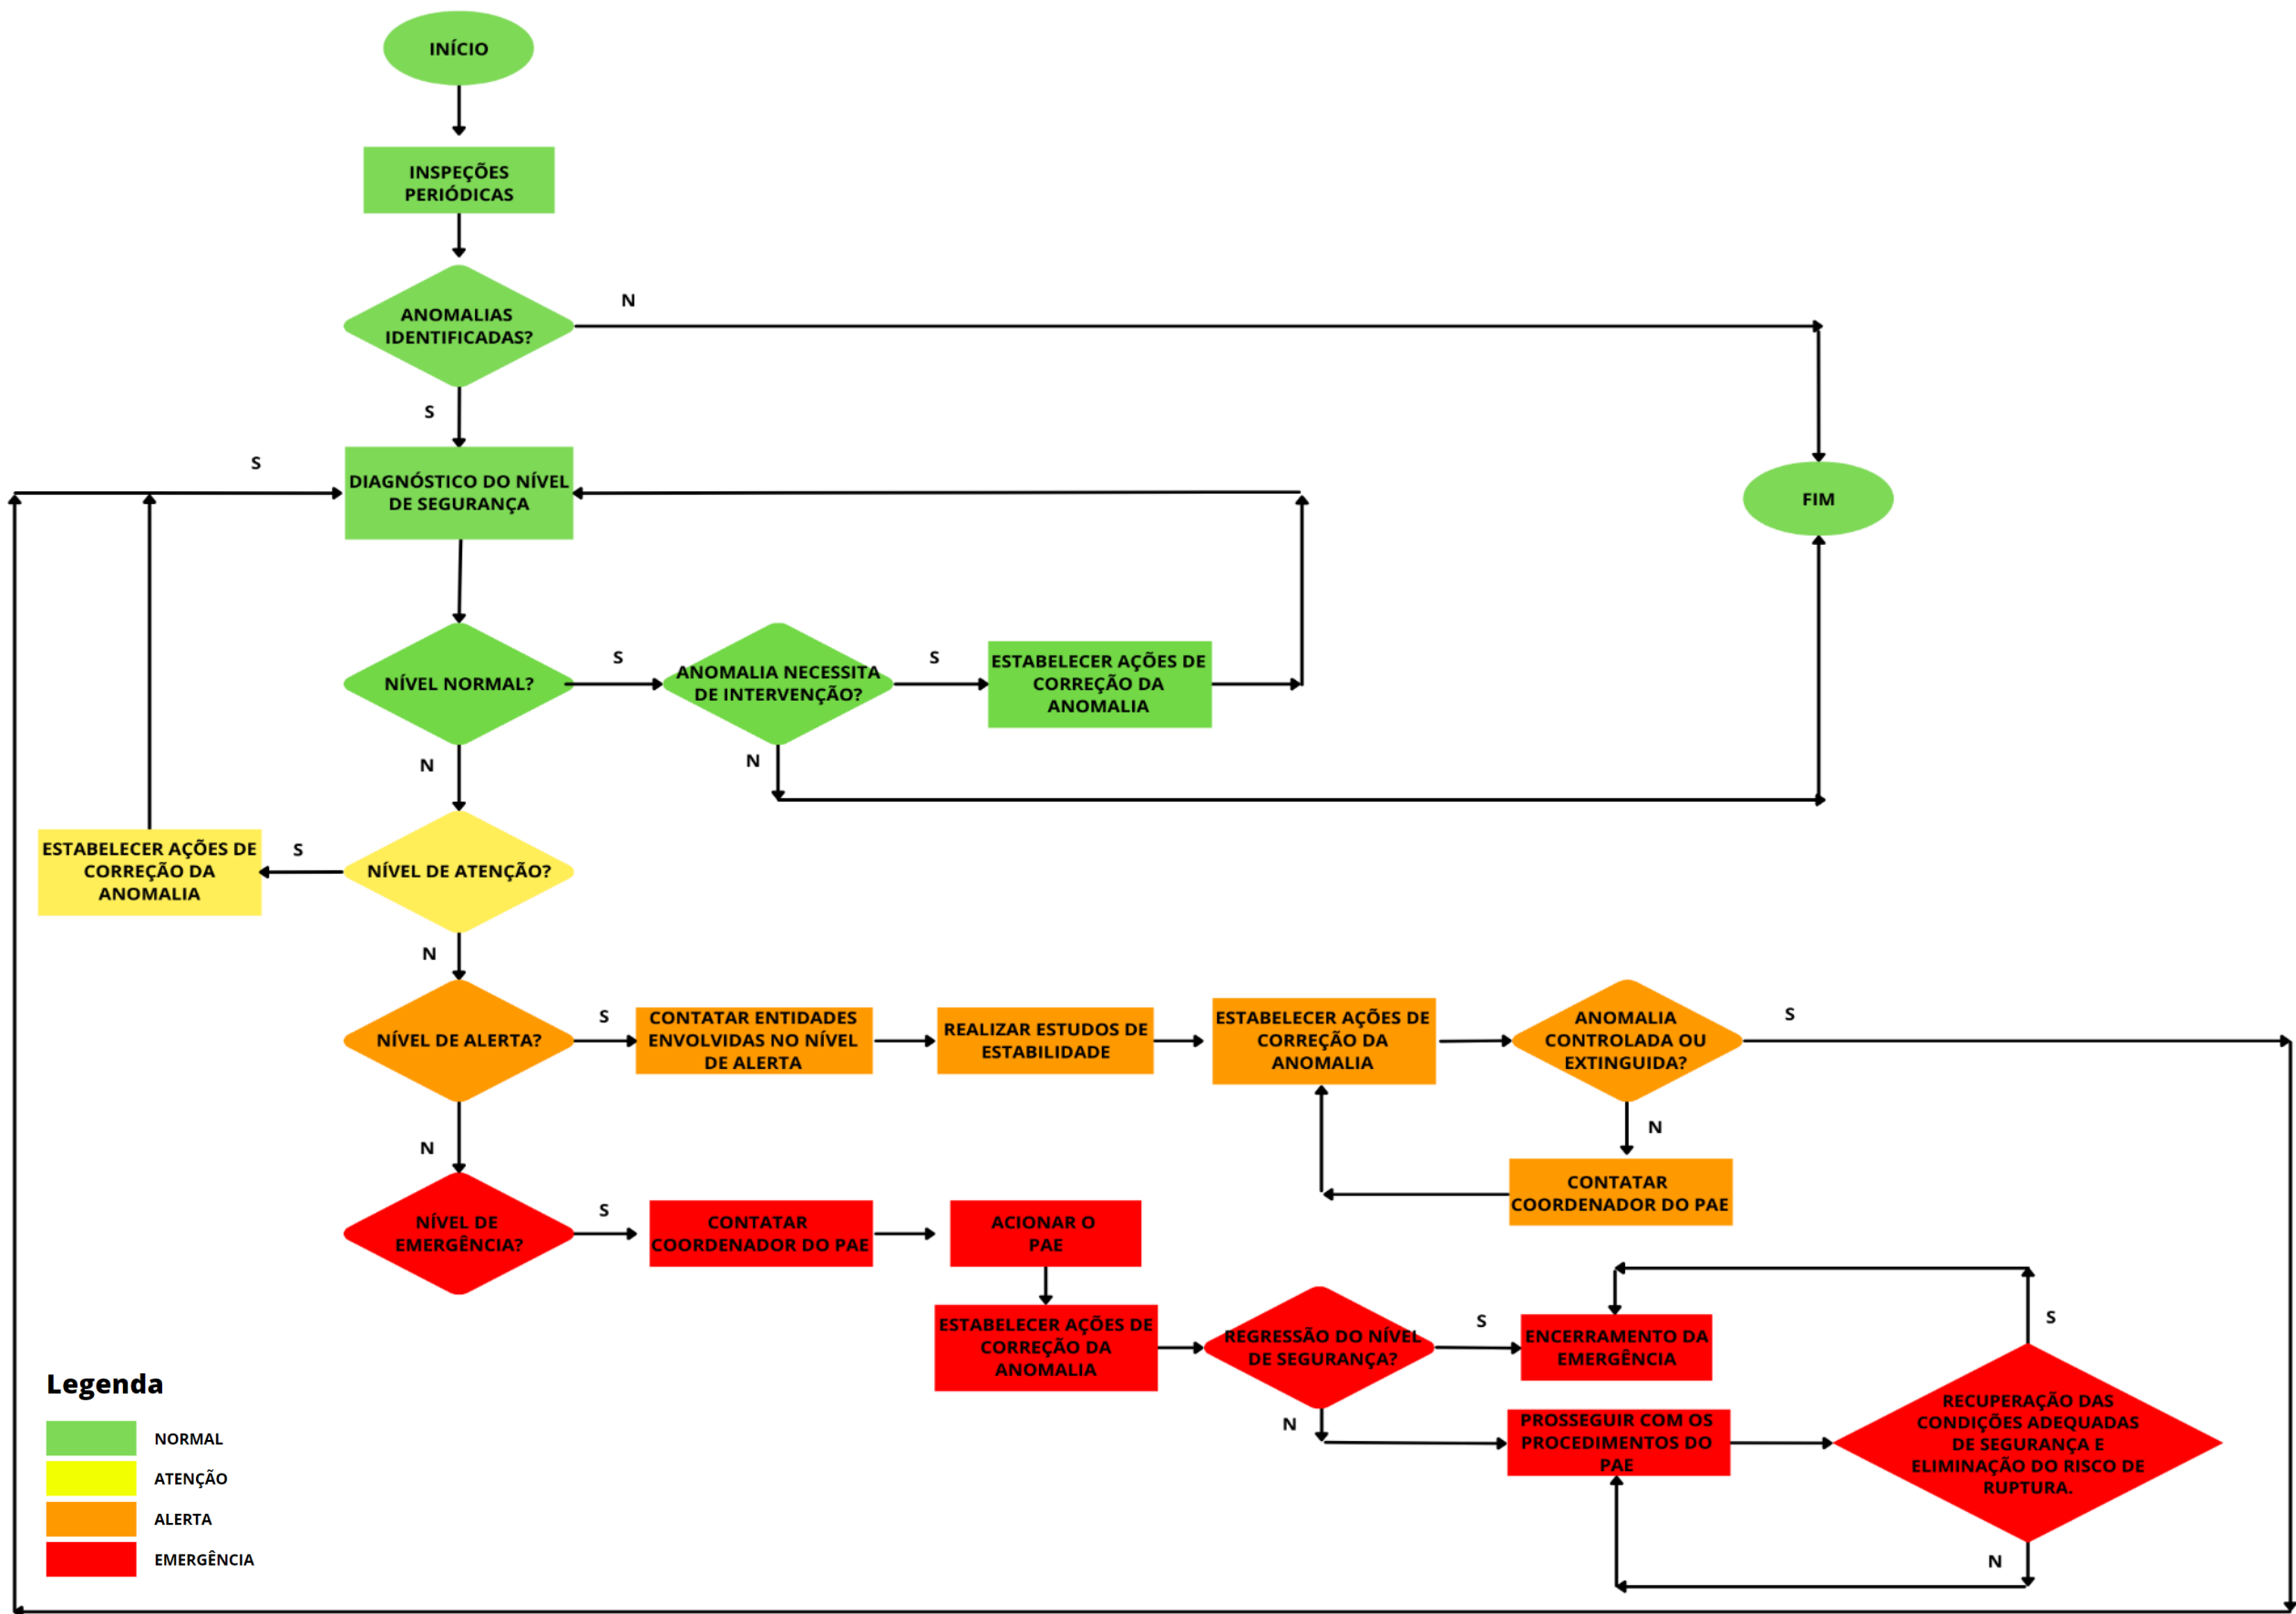 INÍCIO
INSPEÇÕES
PERIÓDICAS
ANOMALIAS
IDENTIFICADAS?
N
S
DIAGNÓSTICO DO NÍVEL
DE SEGURANÇA
S
FIM
NÍVEL NORMAL?
S
ANOMALIA NECESSITA
DE INTERVENÇÃO?
S
ESTABELECER AÇÕES DE
CORREÇÃO DA
ANOMALIA
N
N
NÍVEL DE ATENÇÃO?
S
ESTABELECER AÇÕES DE
CORREÇÃO DA
ANOMALIA
N
NÍVEL DE ALERTA?
S
CONTATAR ENTIDADES
ENVOLVIDAS NO NÍVEL
DE ALERTA
REALIZAR ESTUDOS DE
ESTABILIDADE
ESTABELECER AÇÕES DE
CORREÇÃO DA
ANOMALIA
ANOMALIA
CONTROLADA OU
EXTINGUIDA?
S
N
CONTATAR
COORDENADOR DO PAE
N
NÍVEL DE
EMERGÊNCIA?
S
CONTATAR
COORDENADOR DO PAE
ACIONAR O
PAE
ESTABELECER AÇÕES DE
CORREÇÃO DA
ANOMALIA
REGRESSÃO DO NÍVEL
DE SEGURANÇA?
S
ENCERRAMENTO DA
EMERGÊNCIA
N
PROSSEGUIR COM OS
PROCEDIMENTOS DO
PAE
RECUPERAÇÃO DAS
CONDIÇÕES ADEQUADAS
DE SEGURANÇA E
ELIMINAÇÃO DO RISCO DE
RUPTURA.
S
N
Legenda
NORMAL
ATENÇÃO
ALERTA
EMERGÊNCIA